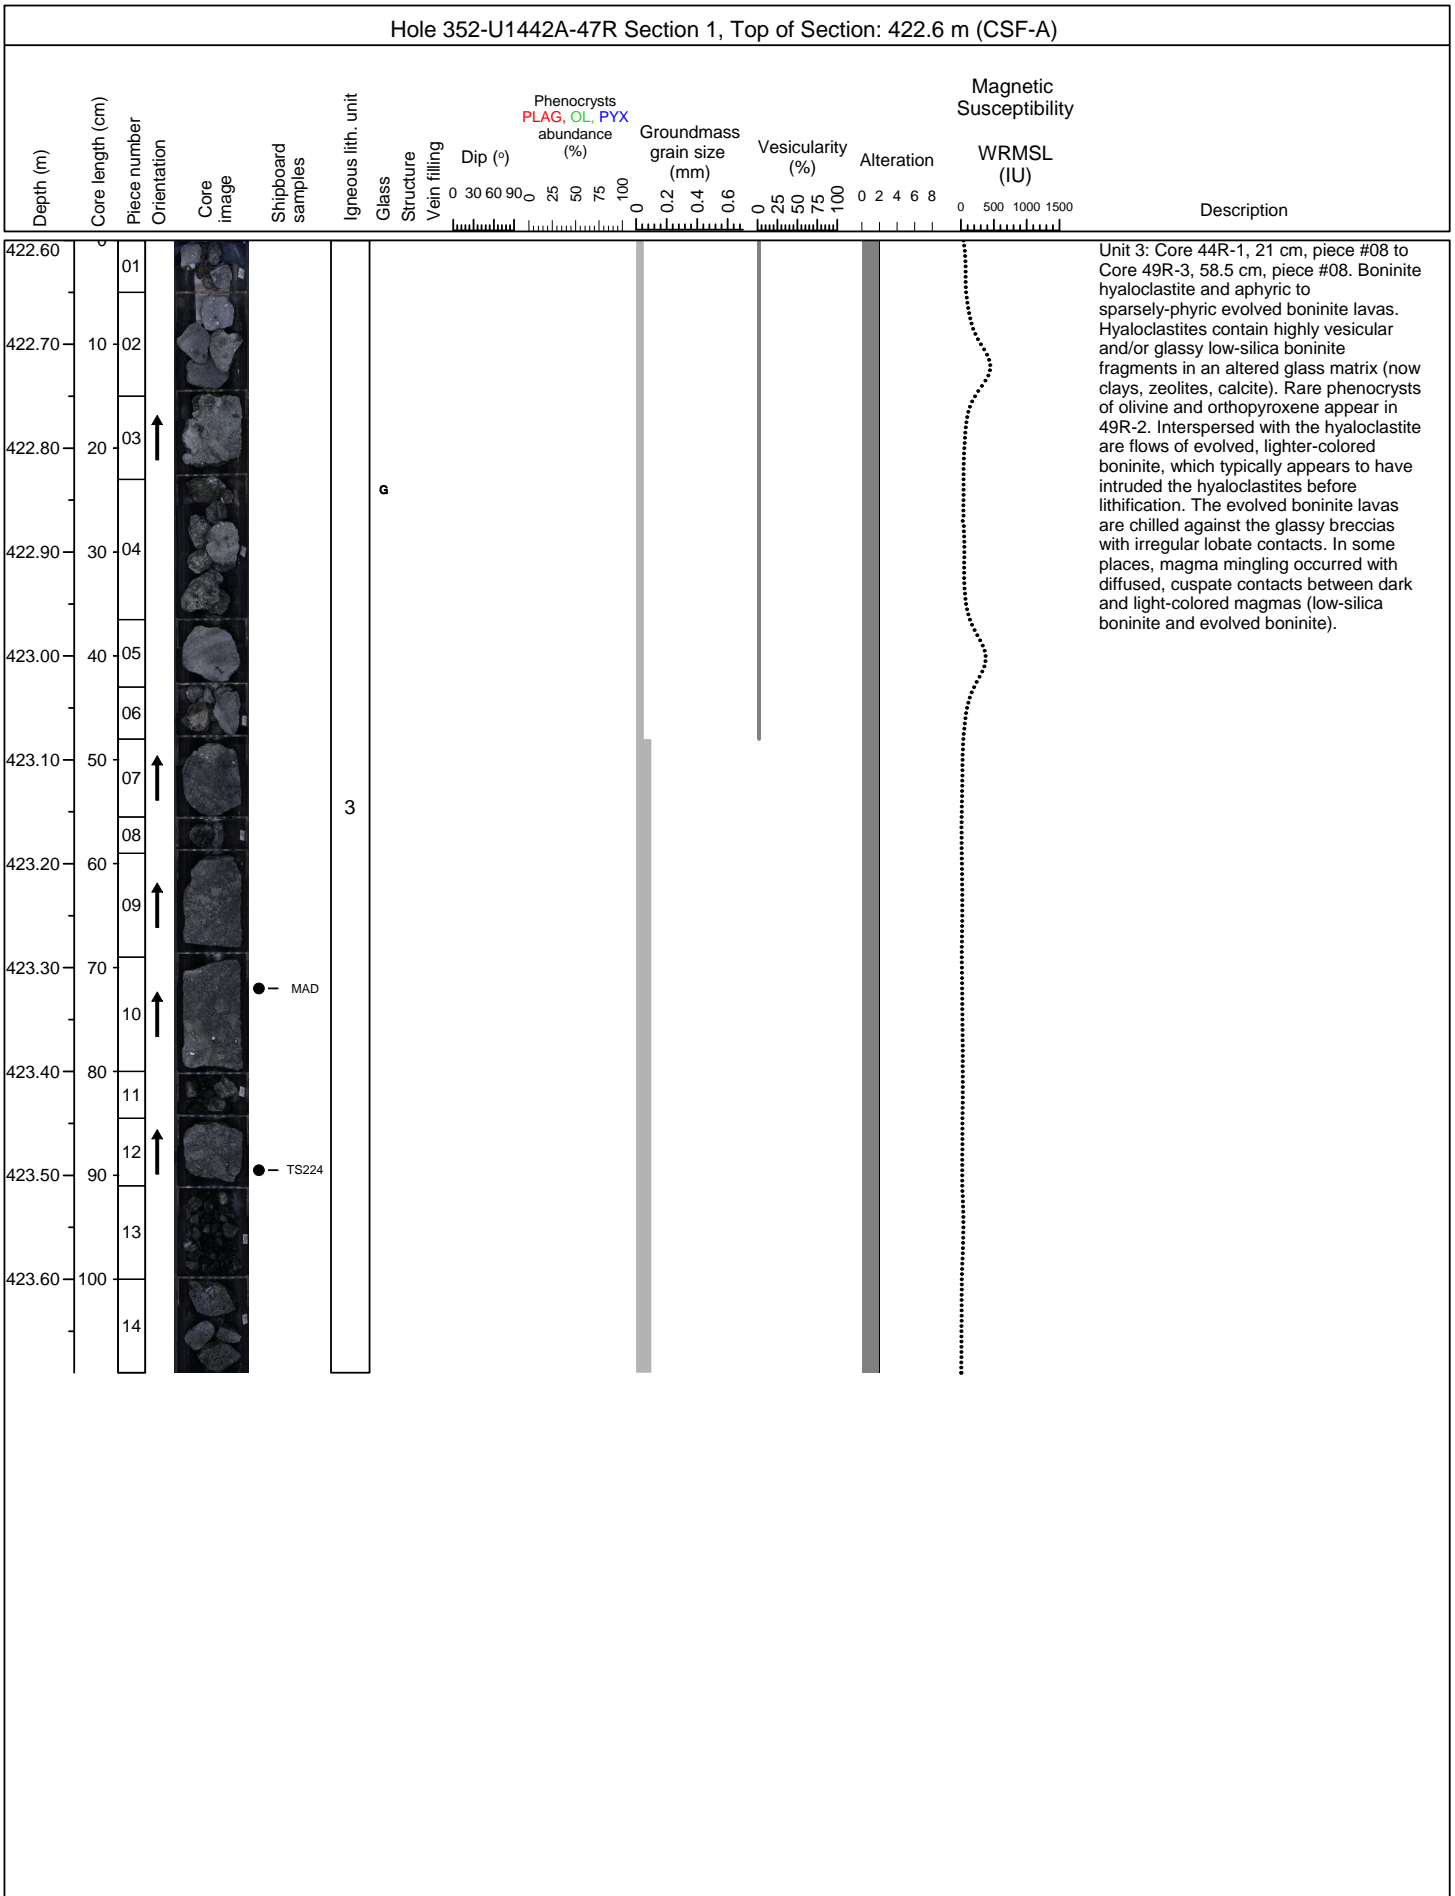 Hole 352-U1442A-47R Section 1, Top of Section: 422.6 m (CSF-A)
Depth (m)
Core length (cm)
Piece number
Orientation
Core
image
Shipboard
samples
Igneous lith. unit
Glass
Structure
Vein filling
Dip (°)
0 30 60 90
Phenocrysts
PLAG, OL, PYX
abundance
(%)
0 25 50 75 100
Groundmass
grain size
(mm)
0 0.2 0.4 0.6
Vesicularity
(%)
0 25 50 75 100
Alteration
0 2 4 6 8
Magnetic
Susceptibility
WRMSL
(IU)
0 500 1000 1500
Description
422.60
422.70
422.80
422.90
423.00
423.10
423.20
423.30
423.40
423.50
423.60
0
10
20
30
40
50
60
70
80
90
100
01
02
03
04
05
06
07
08
09
10
11
12
13
14
MAD
TS224
3
G
Unit 3: Core 44R-1, 21 cm, piece #08 to
Core 49R-3, 58.5 cm, piece #08. Boninite
hyaloclastite and aphyric to
sparsely-phyric evolved boninite lavas.
Hyaloclastites contain highly vesicular
and/or glassy low-silica boninite
fragments in an altered glass matrix (now
clays, zeolites, calcite). Rare phenocrysts
of olivine and orthopyroxene appear in
49R-2. Interspersed with the hyaloclastite
are flows of evolved, lighter-colored
boninite, which typically appears to have
intruded the hyaloclastites before
lithification. The evolved boninite lavas
are chilled against the glassy breccias
with irregular lobate contacts. In some
places, magma mingling occurred with
diffused, cuspate contacts between dark
and light-colored magmas (low-silica
boninite and evolved boninite).